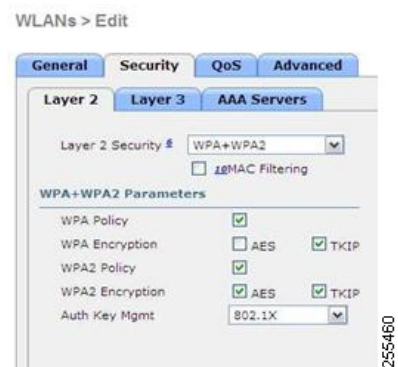 WLANs > Edit
General Security QoS Advanced
Layer 2 Layer 3 AAA Servers
Layer 2 Security 6 WPA+WPA2
10MAC Filtering
WPA+WPA2 Parameters
WPA Policy
WPA Encryption AES TKIP
WPA2 Policy
WPA2 Encryption AES TKIP
Auth Key Mgmt 802.1X
255460